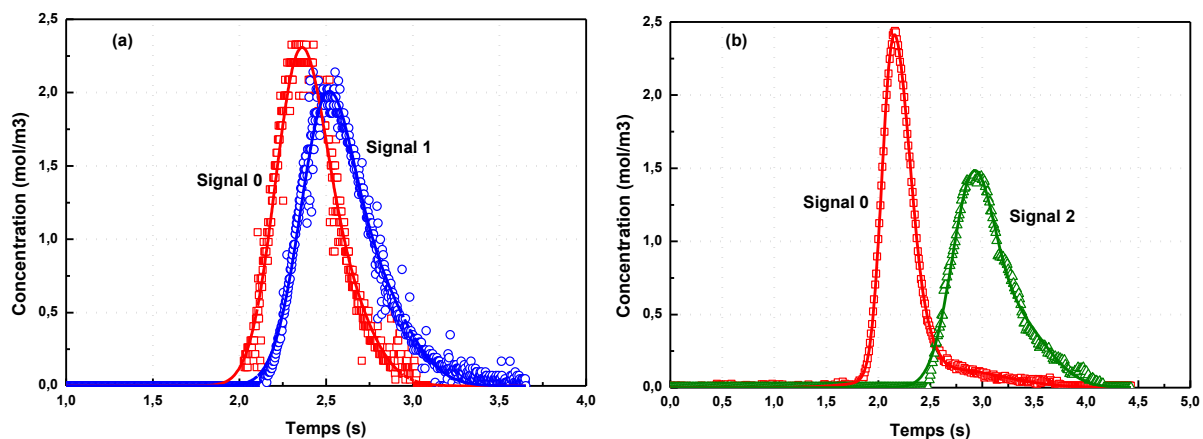 (a)
Signal 0
Signal 1
Concentration (mol/m3)
2,5
2,0
1,5
1,0
0,5
0,0
1,0 1,5 2,0 2,5 3,0 3,5 4,0
Temps (s)
(b)
Signal 0
Signal 2
Concentration (mol/m3)
2,5
2,0
1,5
1,0
0,5
0,0
0,0 0,5 1,0 1,5 2,0 2,5 3,0 3,5 4,0 4,5 5,0
Temps (s)